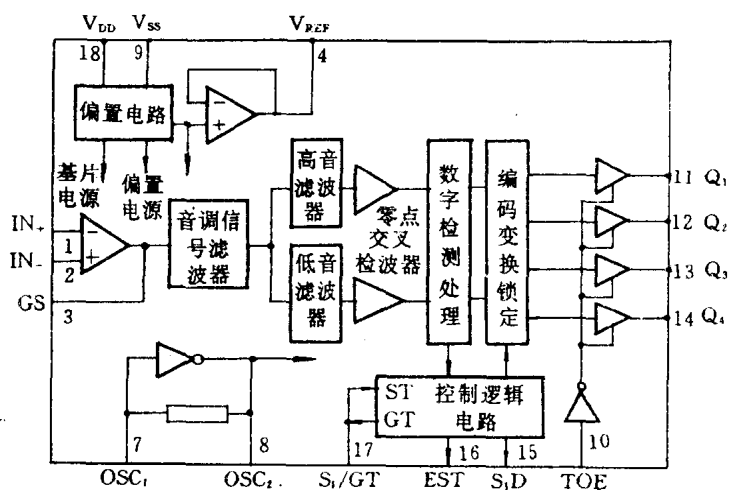 V_DD V_SS V_REF
18 9 4
偏置电路
基片
电源
偏置
电源
高音
滤波
器
数字检测处理
编码变换锁定
11 Q₁
零点
交叉
检波器
音调信
号滤
波器
IN₊
1
IN₋
2
GS
3
12 Q₂
低音
滤波
器
13 Q₃
14 Q₄
ST 控制逻辑
GT 电路
7 8 17 16 15 10
OSC₁ OSC₂ S₁/GT EST S₁D TOE